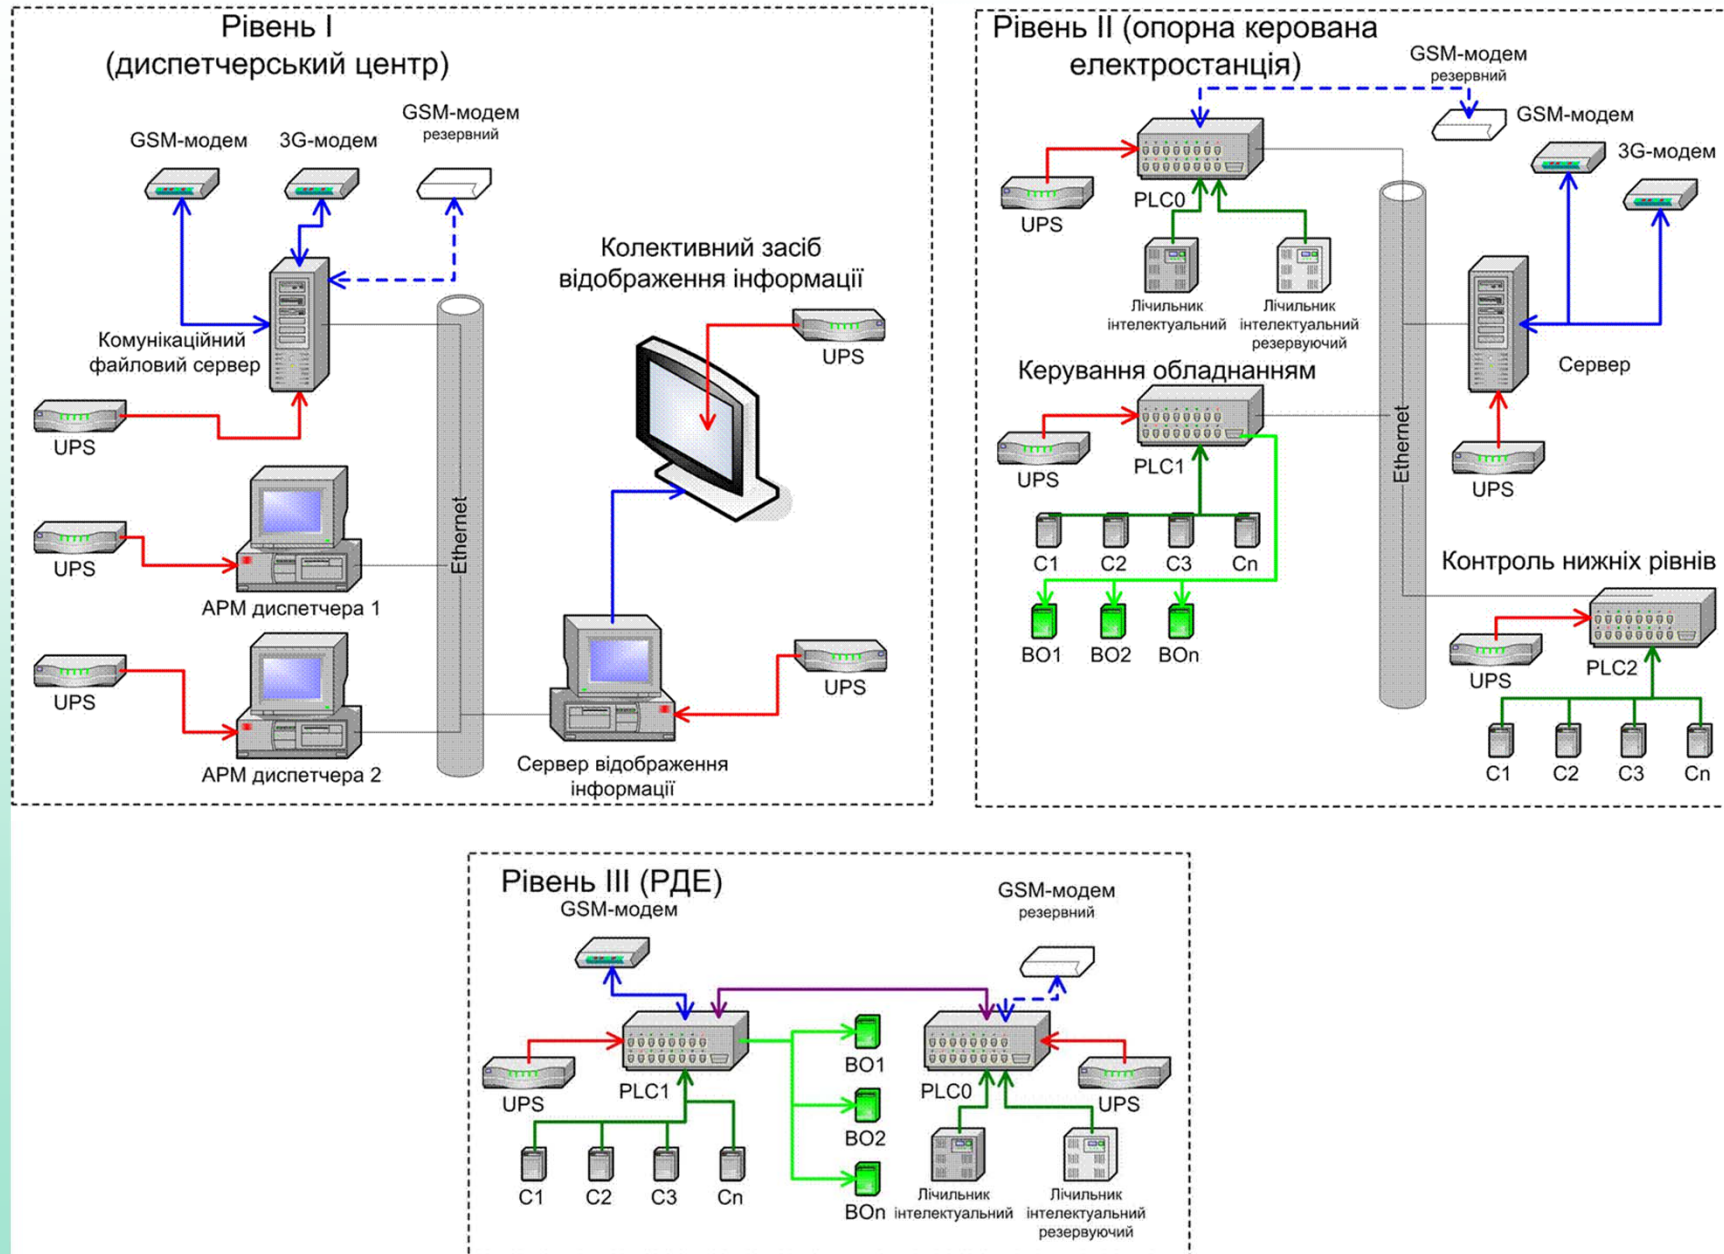 Рівень I
(диспетчерський центр)
GSM-модем
3G-модем
GSM-модем
резервний
Комунікаційний
файловий сервер
UPS
UPS
АРМ диспетчера 1
UPS
АРМ диспетчера 2
Ethernet
Колективний засіб
відображення інформації
UPS
UPS
Сервер відображення
інформації
Рівень II (опорна керована
електростанція)
GSM-модем
резервний
GSM-модем
3G-модем
UPS
PLC0
Лічильник
інтелектуальний
Лічильник
інтелектуальний
резервуючий
Керування обладнанням
UPS
PLC1
C1
C2
C3
Cn
BO1
BO2
BOn
Ethernet
Сервер
UPS
Контроль нижніх рівнів
UPS
PLC2
C1
C2
C3
Cn
Рівень III (РДЕ)
GSM-модем
GSM-модем
резервний
UPS
PLC1
C1
C2
C3
Cn
BO1
BO2
BOn
PLC0
UPS
Лічильник
інтелектуальний
Лічильник
інтелектуальний
резервуючий